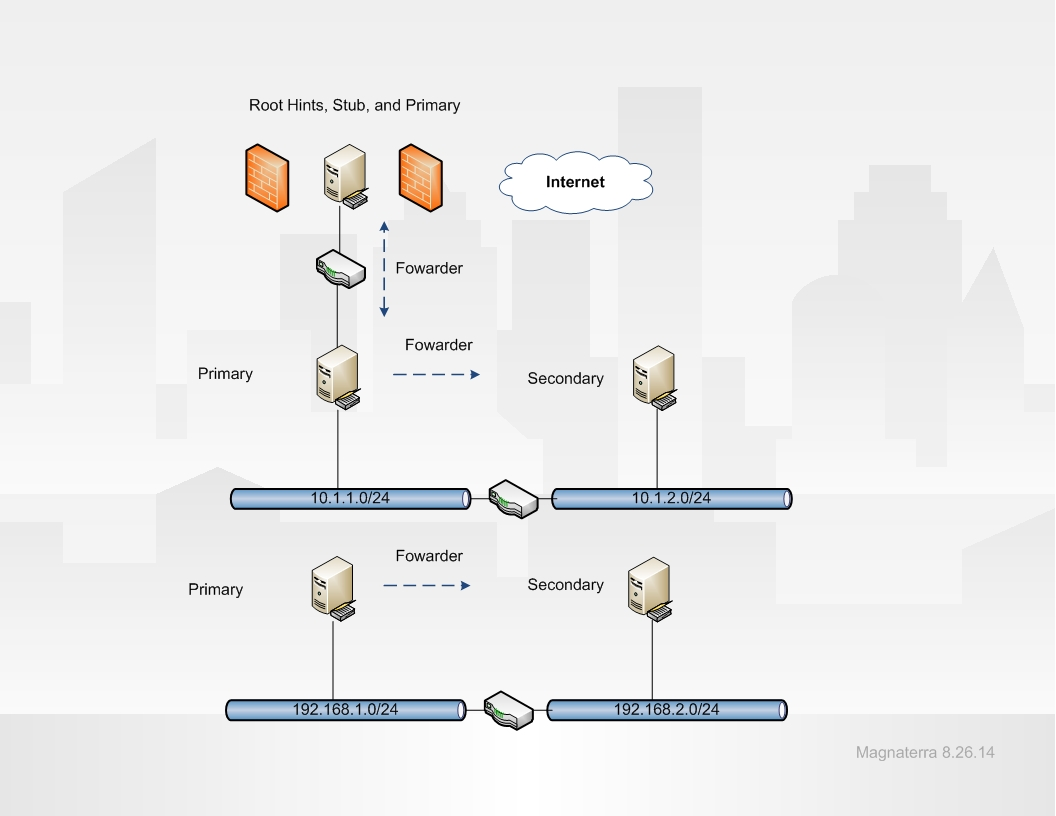 Root Hints, Stub, and Primary
Internet
Fowarder
Fowarder
Primary
Secondary
10.1.1.0/24
10.1.2.0/24
Fowarder
Primary
Secondary
192.168.1.0/24
192.168.2.0/24
Magnaterra 8.26.14